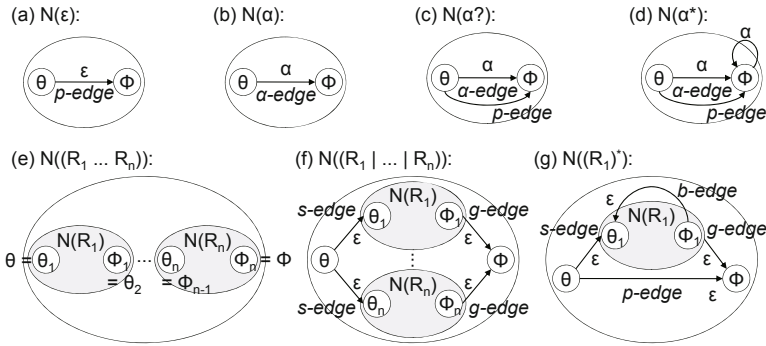 (a) N(ε):
θ ε Φ
p-edge
(b) N(α):
θ α Φ
α-edge
(c) N(α?):
θ α Φ
α-edge
p-edge
(d) N(α*):
α
θ α Φ
α-edge
p-edge
(e) N((R₁ ... Rₙ)):
N(R₁) N(Rₙ)
θ = θ₁ Φ₁ ... θₙ Φₙ = Φ
= θ₂ = Φₙ₋₁
(f) N((R₁ | ... | Rₙ)):
s-edge N(R₁) g-edge
θ₁ Φ₁
ε ε
θ ⋮ Φ
ε N(Rₙ) ε
s-edge θₙ Φₙ g-edge
(g) N((R₁)*):
ε b-edge
s-edge N(R₁) g-edge
θ₁ Φ₁
ε ε
θ Φ
p-edge ε